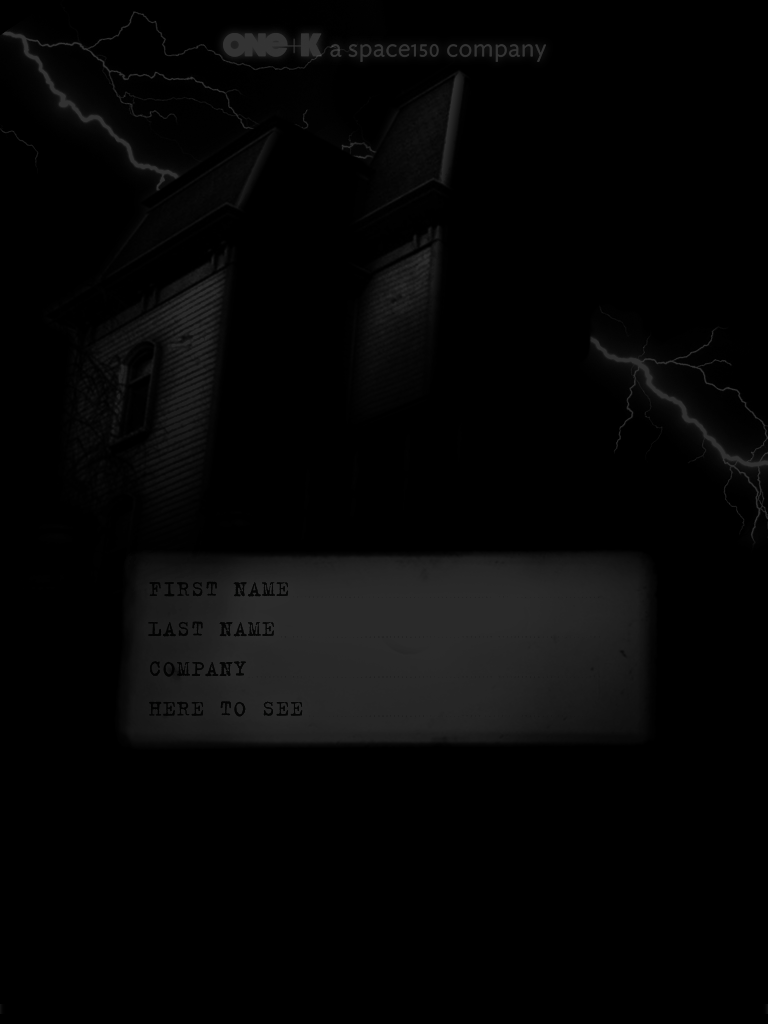 ONE+K a space150 company
FIRST NAME
LAST NAME
COMPANY
HERE TO SEE